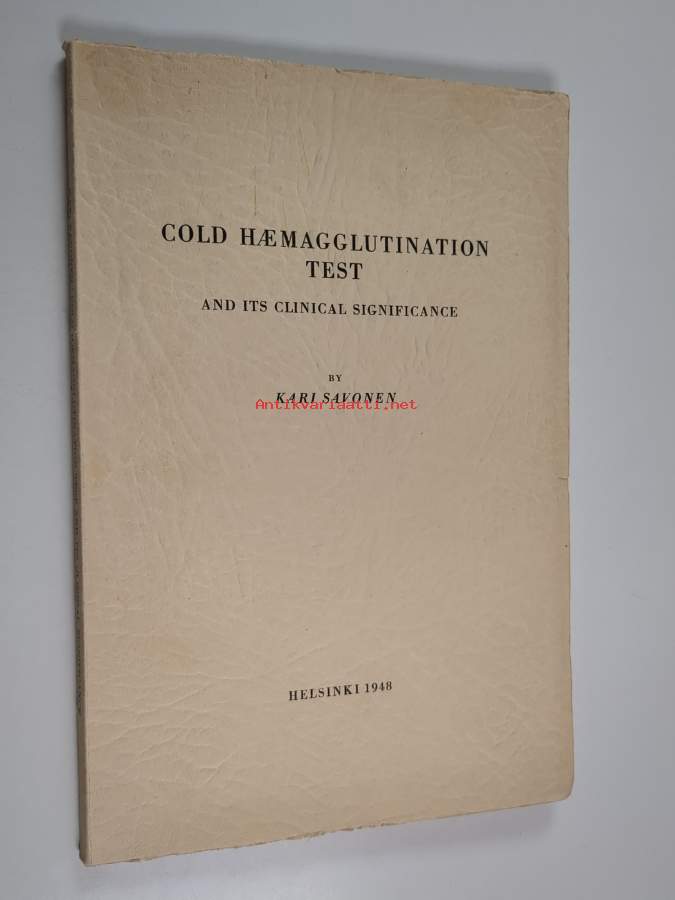 COLD HÆMAGGLUTINATION
TEST
AND ITS CLINICAL SIGNIFICANCE
BY
KARI SAVONEN
Antikvariaatti.net
HELSINKI 1948